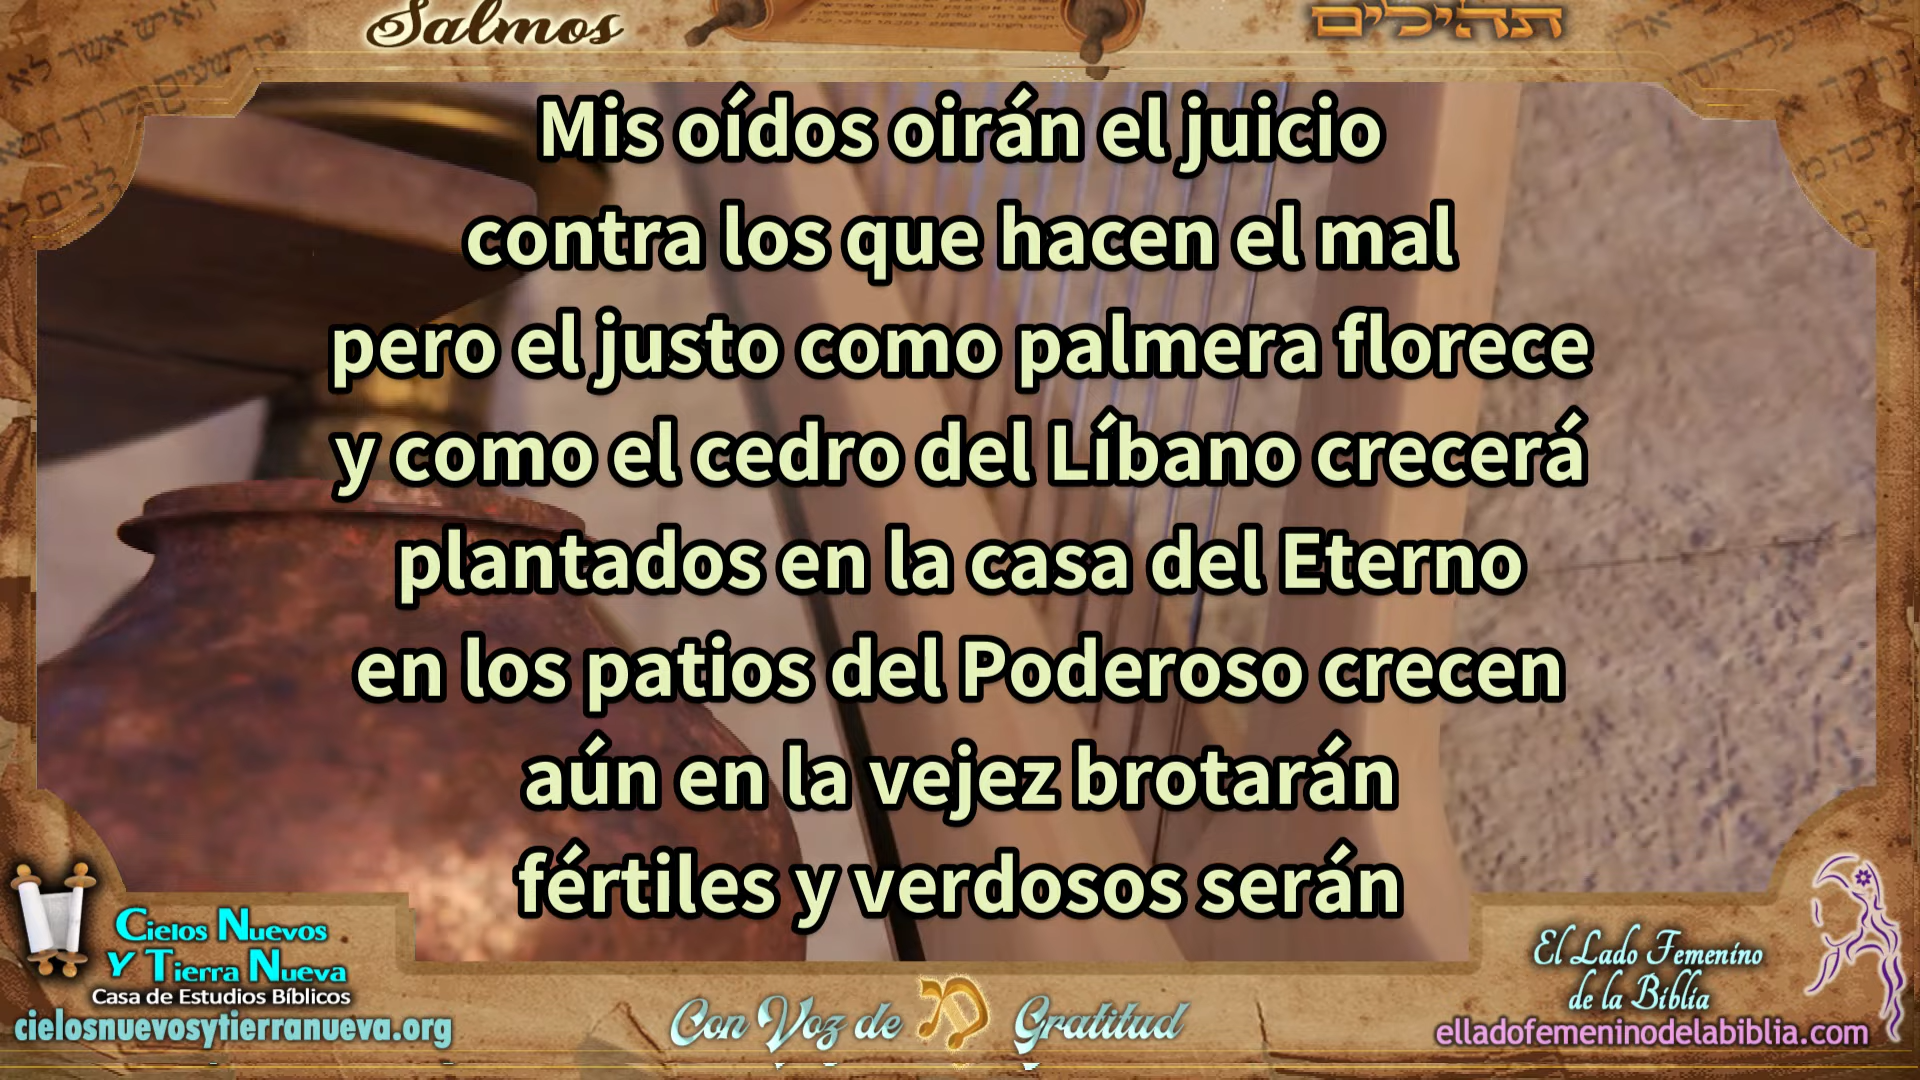 Salmos
תהילים
Mis oídos oirán el juicio
contra los que hacen el mal
pero el justo como palmera florece
y como el cedro del Líbano crecerá
plantados en la casa del Eterno
en los patios del Poderoso crecen
aún en la vejez brotarán
fértiles y verdosos serán
Cielos Nuevos
Y Tierra Nueva
Casa de Estudios Bíblicos
cielosnuevosytierranueva.org
Con Voz de Gratitud
El Lado Femenino
de la Biblia
elladofemeninodelabiblia.com